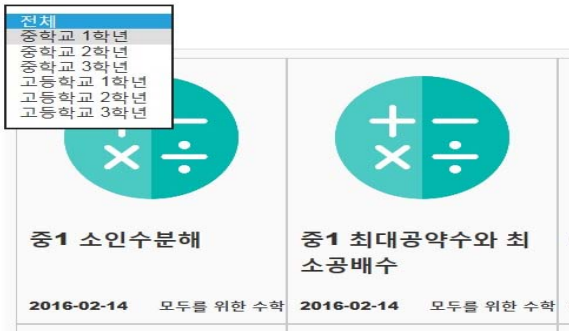 전체
중학교 1학년
중학교 2학년
중학교 3학년
고등학교 1학년
고등학교 2학년
고등학교 3학년
중1 소인수분해
2016-02-14 모두를 위한 수학
중1 최대공약수와 최
소공배수
2016-02-14 모두를 위한 수학